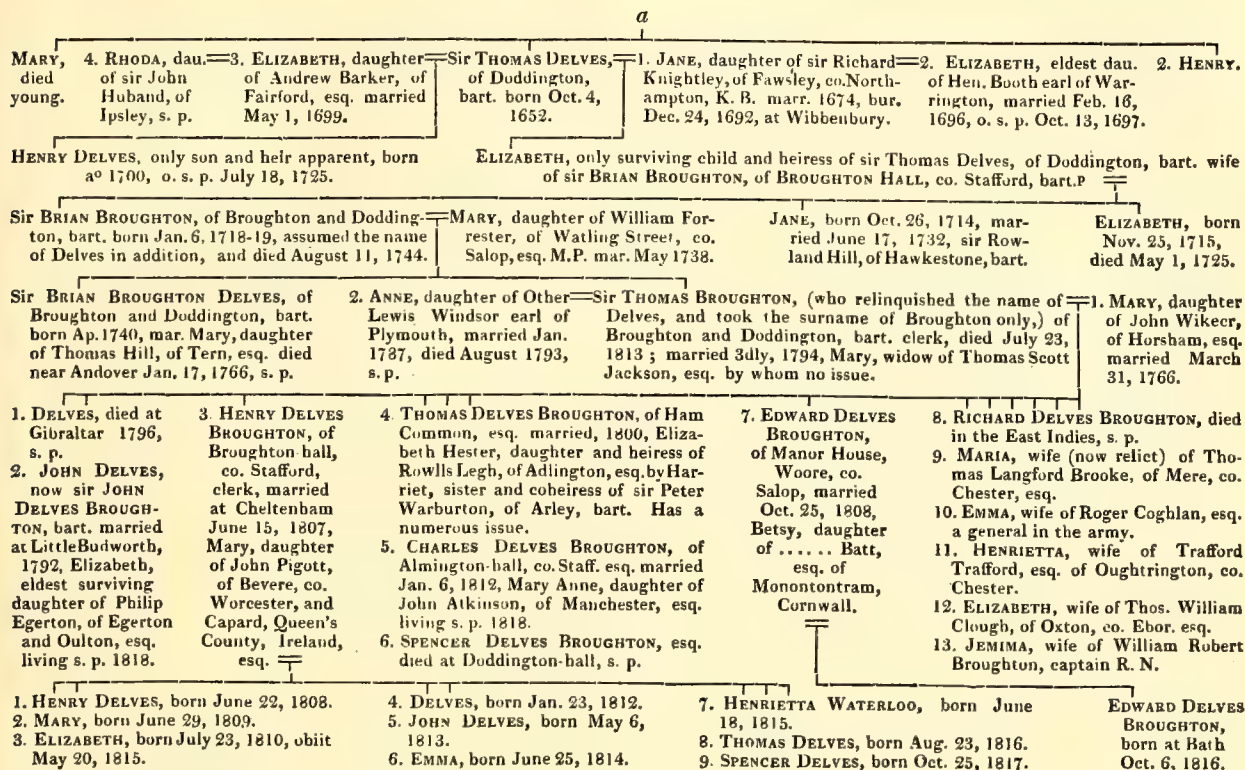 a
MARY,
died
young.
4. RHODA, dau.
of sir John
Huband, of
Ipsley, s. p.
3. ELIZABETH, daughter
of Andrew Barker, of
Fairford, esq. married
May 1, 1699.
Sir THOMAS DELVES,
of Doddington,
bart. born Oct. 4,
1652.
1. JANE, daughter of sir Richard
Knightley, of Fawsley, co. North-
ampton, K. B. marr. 1674, bur.
Dec. 24, 1692, at Wibbenbury.
2. ELIZABETH, eldest dau.
of Hen. Booth earl of War-
rington, married Feb. 16,
1696, o. s. p. Oct. 13, 1697.
2. HENRY.
HENRY DELVES, only son and heir apparent, born
aº 1700, o. s. p. July 18, 1725.
ELIZABETH, only surviving child and heiress of sir Thomas Delves, of Doddington, bart. wife
of sir BRIAN BROUGHTON, of BROUGHTON HALL, co. Stafford, bart.P
Sir BRIAN BROUGHTON, of Broughton and Dodding-
ton, bart. born Jan. 6, 1718-19, assumed the name
of Delves in addition, and died August 11, 1744.
MARY, daughter of William For-
rester, of Watling Street, co.
Salop, esq. M.P. mar. May 1738.
JANE, born Oct. 26, 1714, mar-
ried June 17, 1732, sir Row-
land Hill, of Hawkestone, bart.
ELIZABETH, born
Nov. 25, 1715,
died May 1, 1725.
Sir BRIAN BROUGHTON DELVES, of
Broughton and Doddington, bart.
born Ap. 1740, mar. Mary, daughter
of Thomas Hill, of Tern, esq. died
near Andover Jan. 17, 1766, s. p.
2. ANNE, daughter of Other
Lewis Windsor earl of
Plymouth, married Jan.
1787, died August 1793,
s. p.
Sir THOMAS BROUGHTON, (who relinquished the name of
Delves, and took the surname of Broughton only,) of
Broughton and Doddington, bart. clerk, died July 23,
1813 ; married 3dly, 1794, Mary, widow of Thomas Scott
Jackson, esq. by whom no issue.
1. MARY, daughter
of John Wikeer,
of Horsham, esq.
married March
31, 1766.
1. DELVES, died at
Gibraltar 1796,
s. p.
2. JOHN DELVES,
now sir JOHN
DELVES BROUGH-
TON, bart. married
at Little Budworth,
1792, Elizabeth,
eldest surviving
daughter of Philip
Egerton, of Egerton
and Oulton, esq.
living s. p. 1818.
3. HENRY DELVES
BROUGHTON, of
Broughton-hall,
co. Stafford,
clerk, married
at Cheltenham
June 15, 1807,
Mary, daughter
of John Pigott,
of Bevere, co.
Worcester, and
Capard, Queen's
County, Ireland,
esq.
4. THOMAS DELVES BROUGHTON, of Ham
Common, esq. married, 1800, Eliza-
beth Hester, daughter and heiress of
Rowlls Legh, of Adlington, esq. by Har-
riet, sister and coheiress of sir Peter
Warburton, of Arley, bart. Has a
numerous issue.
5. CHARLES DELVES BROUGHTON, of
Almington-hall, co. Staff. esq. married
Jan. 6, 1812, Mary Anne, daughter of
John Atkinson, of Manchester, esq.
living s. p. 1818.
6. SPENCER DELVES BROUGHTON, esq.
died at Doddington-hall, s. p.
7. EDWARD DELVES
BROUGHTON,
of Manor House,
Woore, co.
Salop, married
Oct. 25, 1808,
Betsy, daughter
of ...... Batt,
esq. of
Monontram,
Cornwall.
8. RICHARD DELVES BROUGHTON, died
in the East Indies, s. p.
9. MARIA, wife (now relict) of Tho-
mas Langford Brooke, of Mere, co.
Chester, esq.
10. EMMA, wife of Roger Coghlan, esq.
a general in the army.
11. HENRIETTA, wife of Trafford
Trafford, esq. of Oughtrington, co.
Chester.
12. ELIZABETH, wife of Thos. William
Clough, of Oxton, co. Ebor. esq.
13. JEMIMA, wife of William Robert
Broughton, captain R. N.
1. HENRY DELVES, born June 22, 1808.
2. MARY, born June 29, 1809.
3. ELIZABETH, born July 23, 1810, obiit
May 20, 1815.
4. DELVES, born Jan. 23, 1812.
5. JOHN DELVES, born May 6,
1813.
6. EMMA, born June 25, 1814.
7. HENRIETTA WATERLOO, born June
18, 1815.
8. THOMAS DELVES, born Aug. 23, 1816.
9. SPENCER DELVES, born Oct. 25, 1817.
EDWARD DELVES
BROUGHTON,
born at Bath
Oct. 6, 1816.